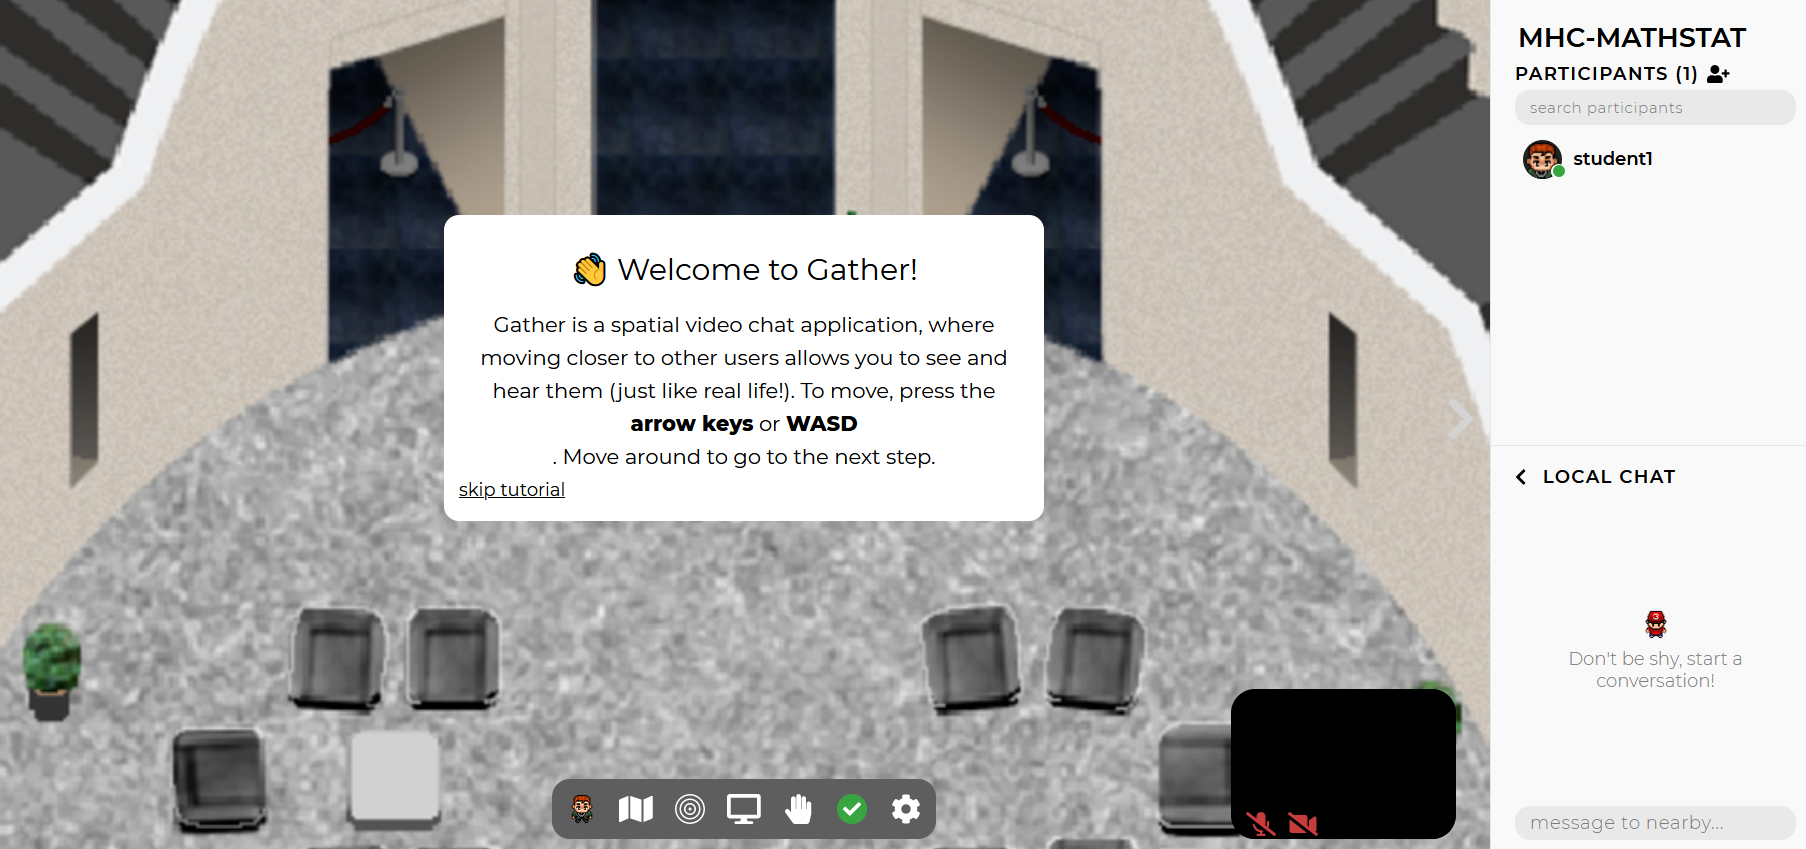 👋 Welcome to Gather!
Gather is a spatial video chat application, where
moving closer to other users allows you to see and
hear them (just like real life!). To move, press the
arrow keys or WASD
. Move around to go to the next step.
skip tutorial
MHC-MATHSTAT
PARTICIPANTS (1)
search participants
student1
LOCAL CHAT
Don't be shy, start a
conversation!
message to nearby...